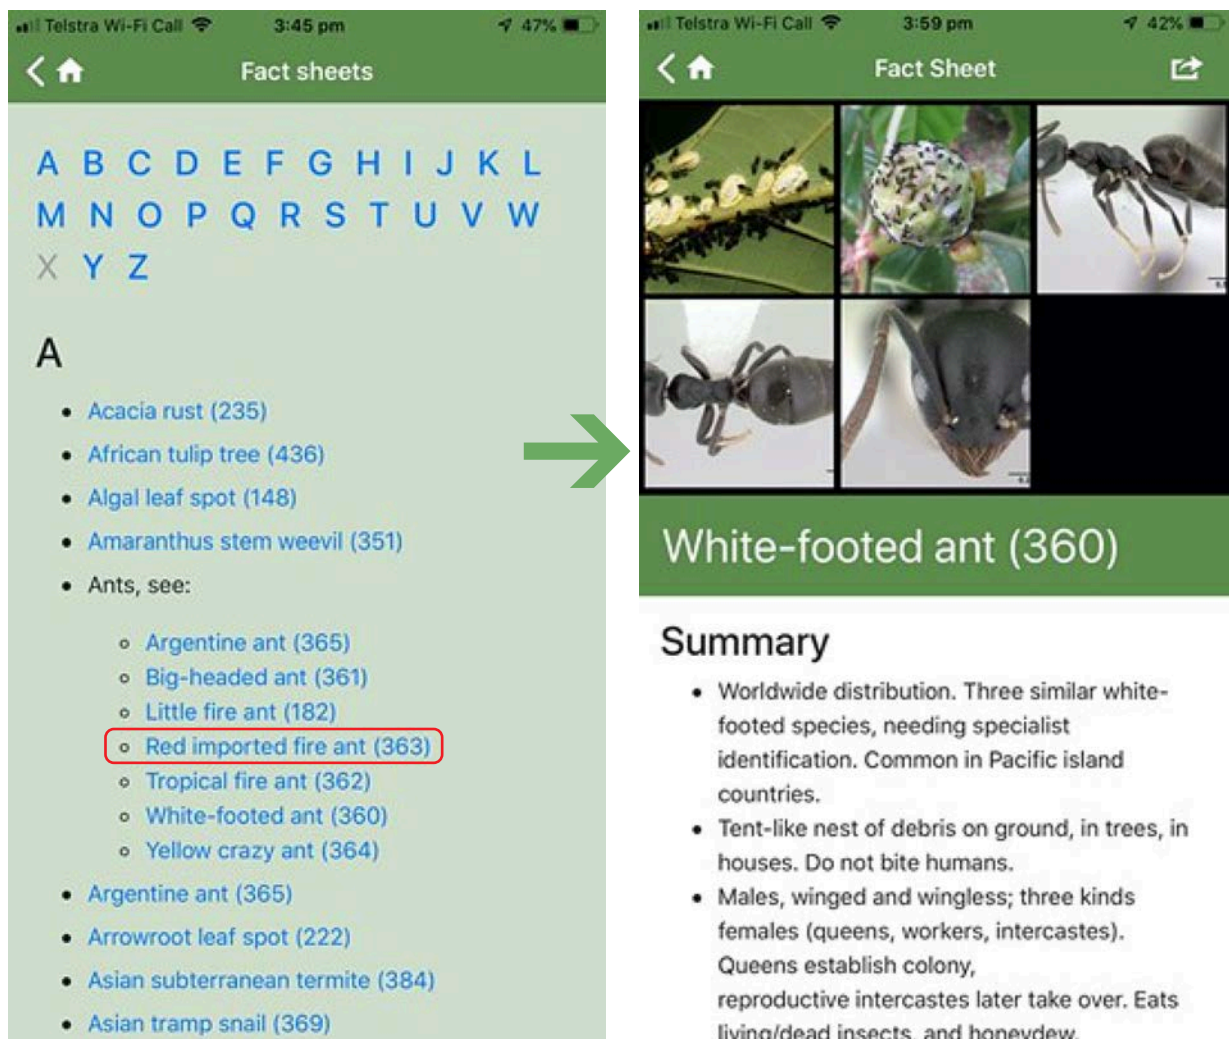 Telstra Wi-Fi Call 3:45 pm 47%
Fact sheets
A B C D E F G H I J K L
M N O P Q R S T U V W
X Y Z
A
Acacia rust (235)
African tulip tree (436)
Algal leaf spot (148)
Amaranthus stem weevil (351)
Ants, see:
Argentine ant (365)
Big-headed ant (361)
Little fire ant (182)
Red imported fire ant (363)
Tropical fire ant (362)
White-footed ant (360)
Yellow crazy ant (364)
Argentine ant (365)
Arrowroot leaf spot (222)
Asian subterranean termite (384)
Asian tramp snail (369)
Telstra Wi-Fi Call 3:59 pm 42%
Fact Sheet
White-footed ant (360)
Summary
Worldwide distribution. Three similar white-
footed species, needing specialist
identification. Common in Pacific island
countries.
Tent-like nest of debris on ground, in trees, in
houses. Do not bite humans.
Males, winged and wingless; three kinds
females (queens, workers, intercastes).
Queens establish colony,
reproductive intercastes later take over. Eats
living/dead insects, and honeydew.